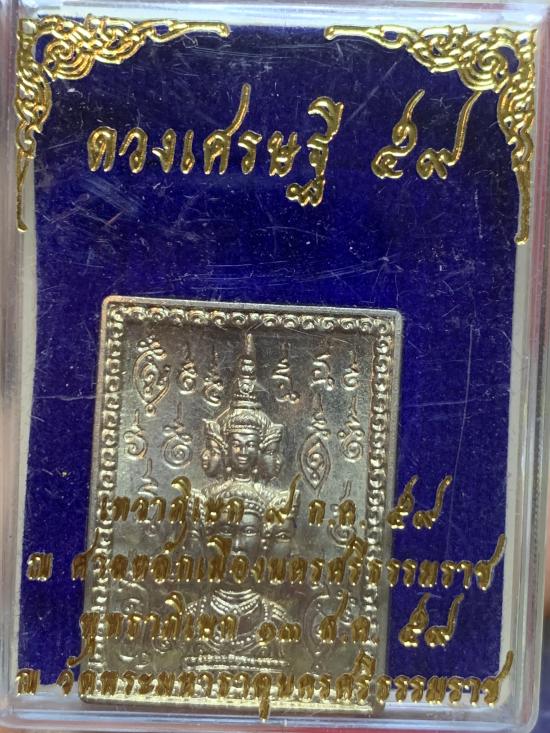 ดวงเศรษฐี ๕๙
เทวาภิเษก ๙ ก.ค. ๕๙
ณ ศาลหลักเมืองนครศรีธรรมราช
พุทธาภิเษก ๑๓ ส.ค. ๕๙
ณ วัดพระมหาธาตุนครศรีธรรมราช